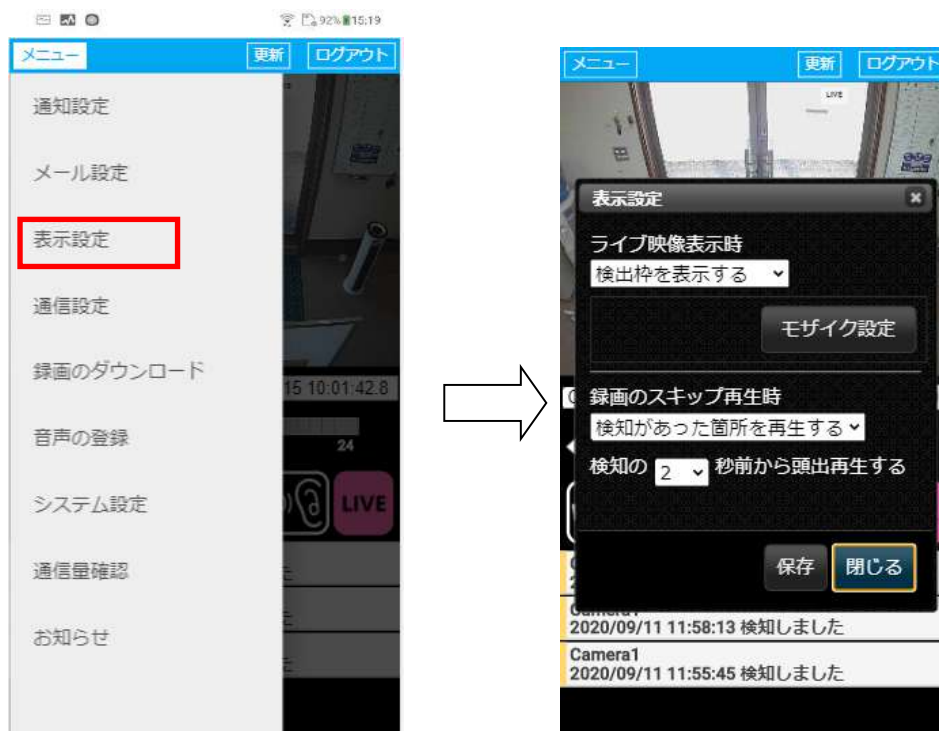 92% 15:19
メニュー 更新 ログアウト
通知設定
メール設定
表示設定
通信設定
録画のダウンロード
音声の登録
システム設定
通信量確認
お知らせ
15 10:01:42.8
24
LIVE
た
た
た
メニュー 更新 ログアウト
LIVE
表示設定
ライブ映像表示時
検出枠を表示する
モザイク設定
録画のスキップ再生時
検知があった箇所を再生する
検知の 2 秒前から頭出再生する
保存 閉じる
Camera1
2020/09/11 11:58:13 検知しました
Camera1
2020/09/11 11:55:45 検知しました